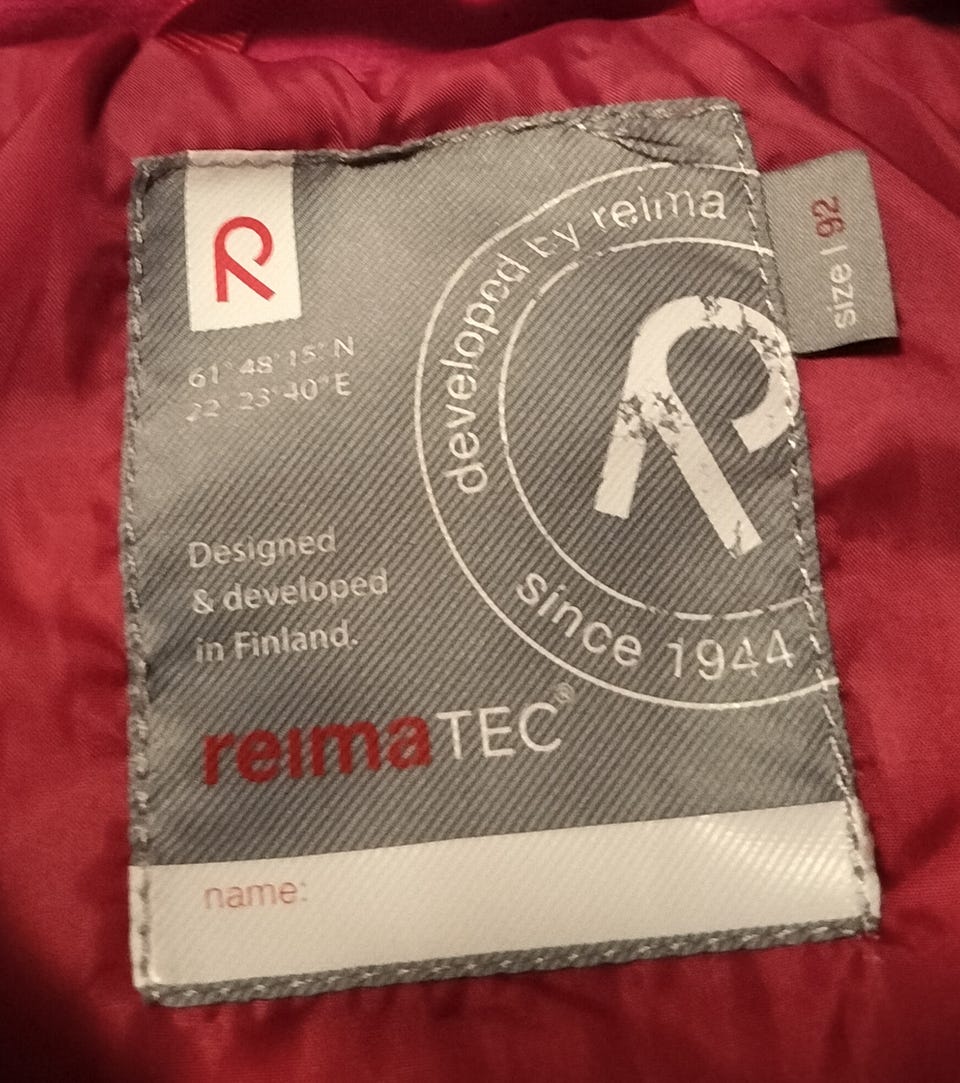 developed by reima
size | 92
61° 48' 15" N
22° 23' 40" E
Designed
& developed
in Finland.
since 1944
reimaTEC®
name: